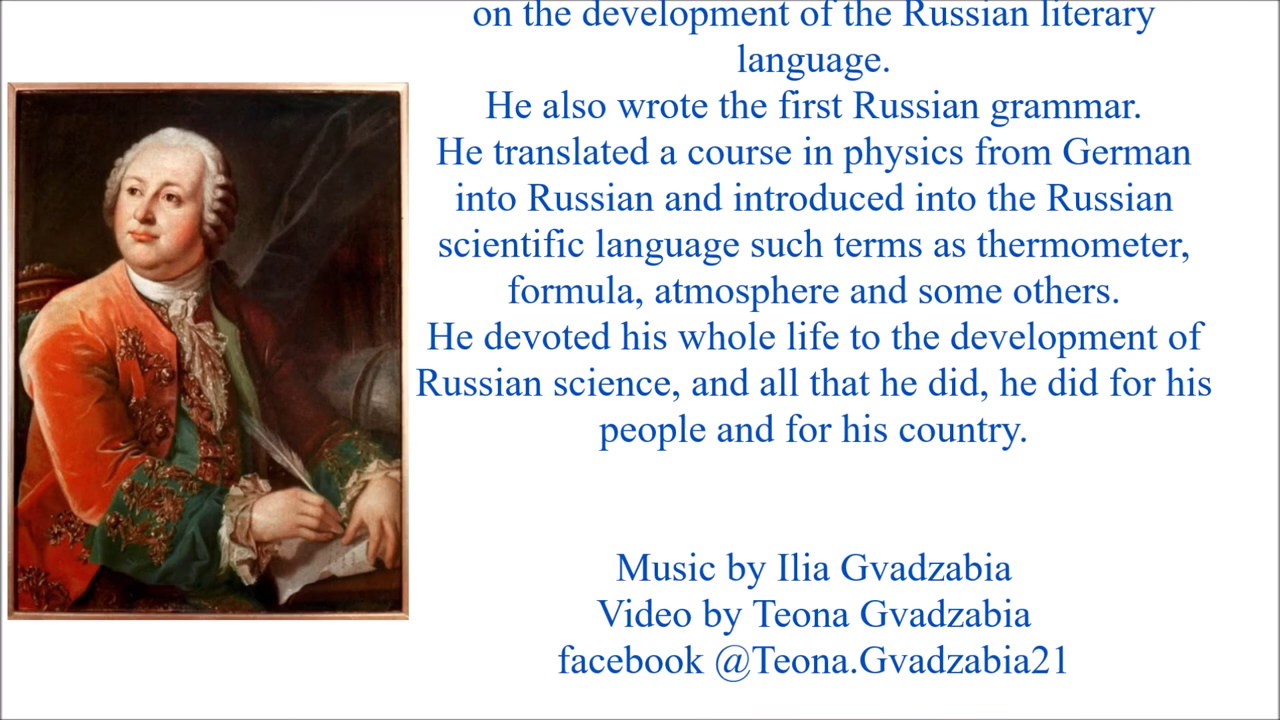 on the development of the Russian literary
language.
He also wrote the first Russian grammar.
He translated a course in physics from German
into Russian and introduced into the Russian
scientific language such terms as thermometer,
formula, atmosphere and some others.
He devoted his whole life to the development of
Russian science, and all that he did, he did for his
people and for his country.
Music by Ilia Gvadzabia
Video by Teona Gvadzabia
facebook @Teona.Gvadzabia21